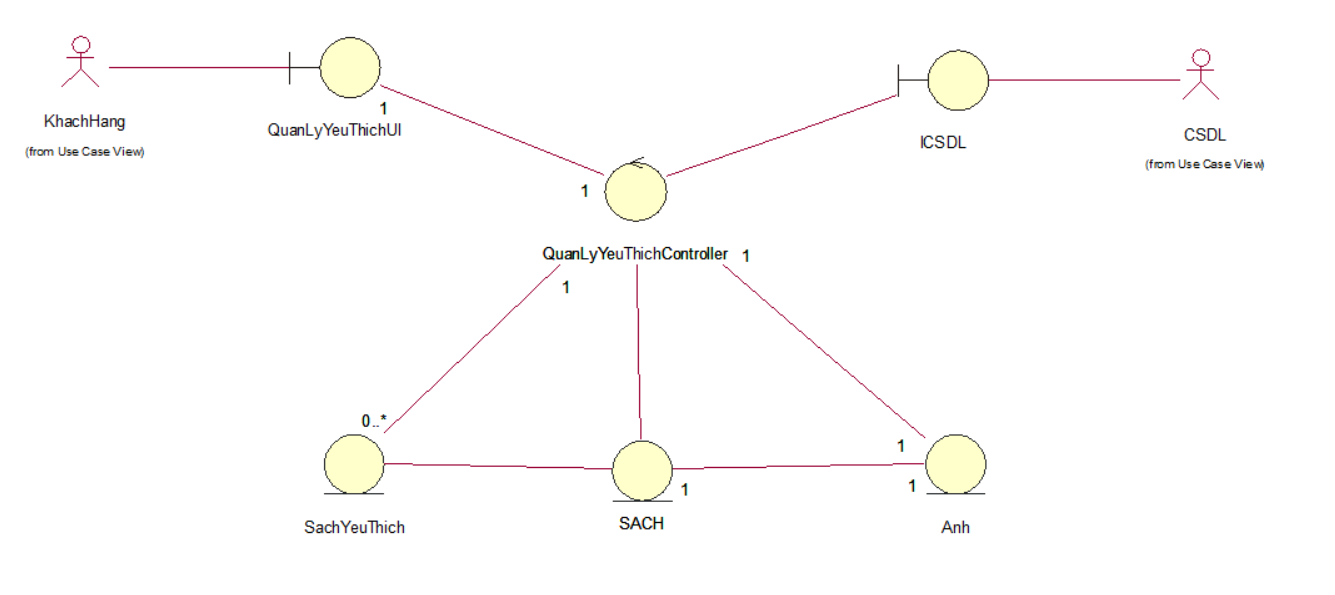 KhachHang
(from Use Case View)
1
QuanLyYeuThichUI
ICSDL
CSDL
(from Use Case View)
1
QuanLyYeuThichController
1
1
0..*
1
1
1
SachYeuThich
SACH
Anh